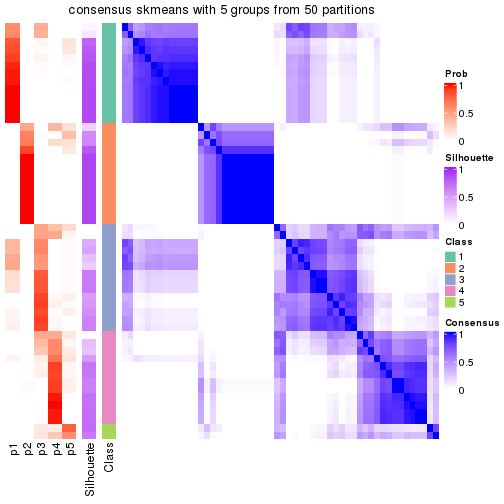 consensus skmeans with 5 groups from 50 partitions
Prob
1
0.5
0
Silhouette
1
0.5
0
Class
1
2
3
4
5
Consensus
1
0.5
0
p1
p2
p3
p4
p5
Silhouette
Class